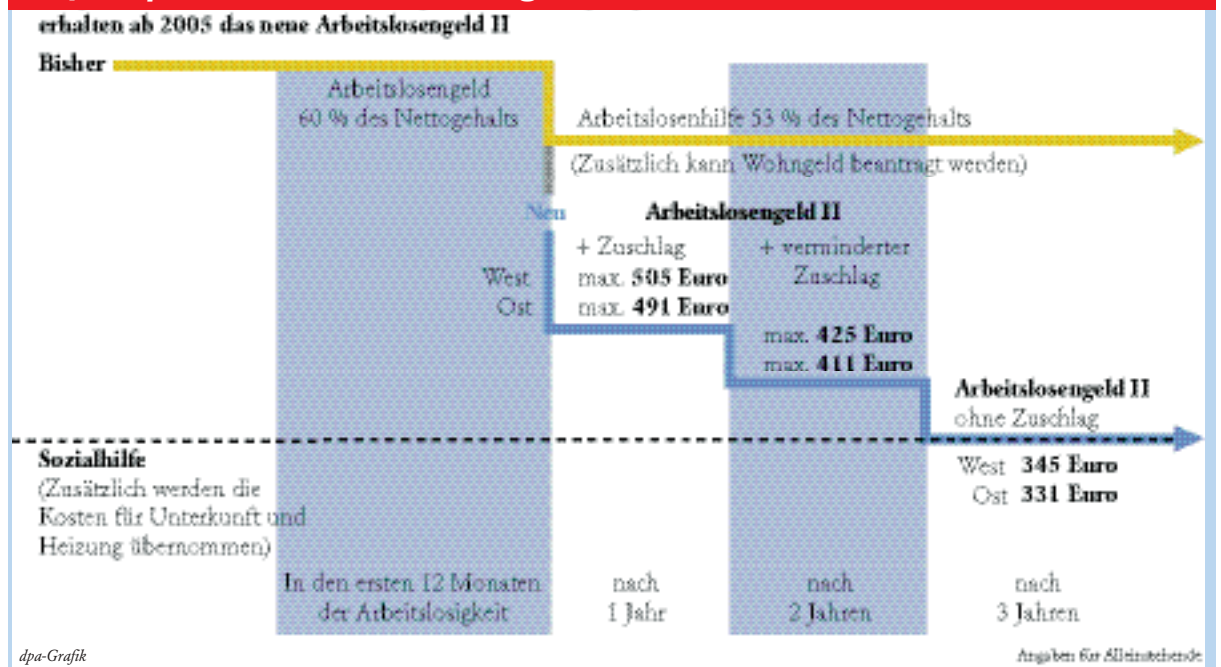 erhalten ab 2005 das neue Arbeitslosengeld II
Bisher
Arbeitslosengeld
60 % des Nettogehalts
Arbeitslosenhilfe 53 % des Nettogehalts
(Zusätzlich kann Wohngeld beantragt werden)
Neu
Arbeitslosengeld II
+ Zuschlag
+ verminderter
Zuschlag
West max. 505 Euro
Ost max. 491 Euro
max. 425 Euro
max. 411 Euro
Arbeitslosengeld II
ohne Zuschlag
West 345 Euro
Ost 331 Euro
Sozialhilfe
(Zusätzlich werden die
Kosten für Unterkunft und
Heizung übernommen)
In den ersten 12 Monaten
der Arbeitslosigkeit
nach
1 Jahr
nach
2 Jahren
nach
3 Jahren
dpa-Grafik
Angaben für Alleinstehende